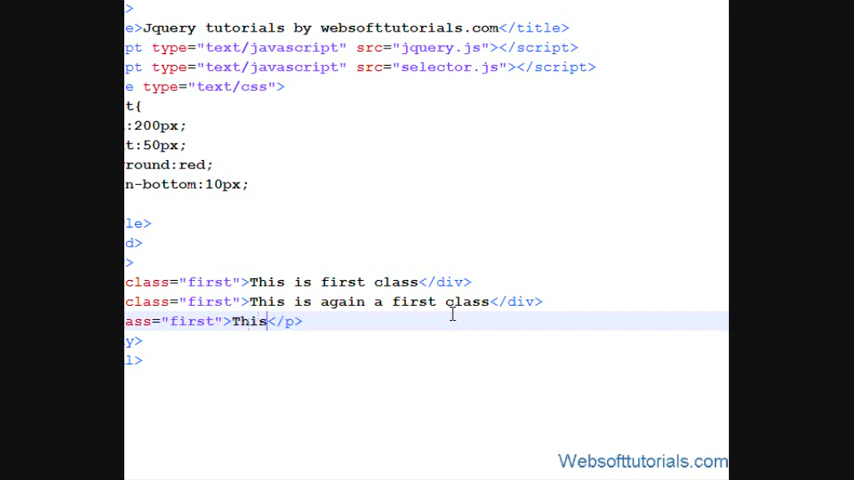 >
e>Jquery tutorials by websofttutorials.com</title>
pt type="text/javascript" src="jquery.js"></script>
pt type="text/javascript" src="selector.js"></script>
e type="text/css">
t{
:200px;
t:50px;
round:red;
n-bottom:10px;
le>
d>
>
class="first">This is first class</div>
class="first">This is again a first class</div>
ass="first">This</p>
y>
l>
Websofttutorials.com